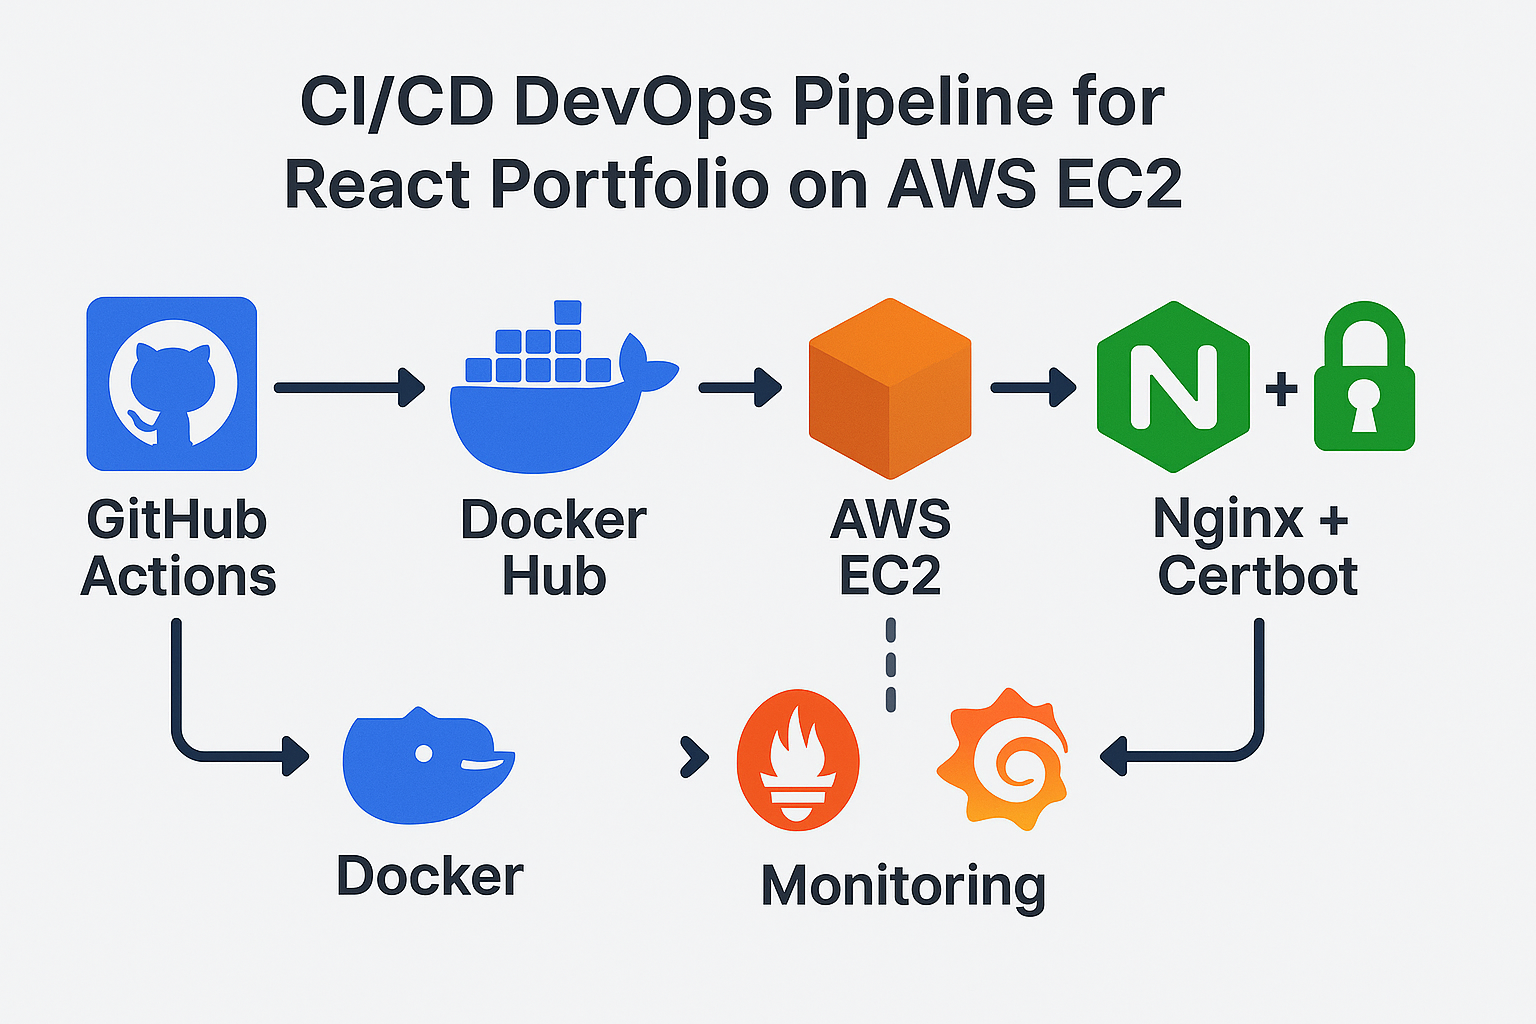 CI/CD DevOps Pipeline for
React Portfolio on AWS EC2
N
+
GitHub
Actions
Docker
Hub
AWS
EC2
Nginx +
Certbot
Docker
Monitoring